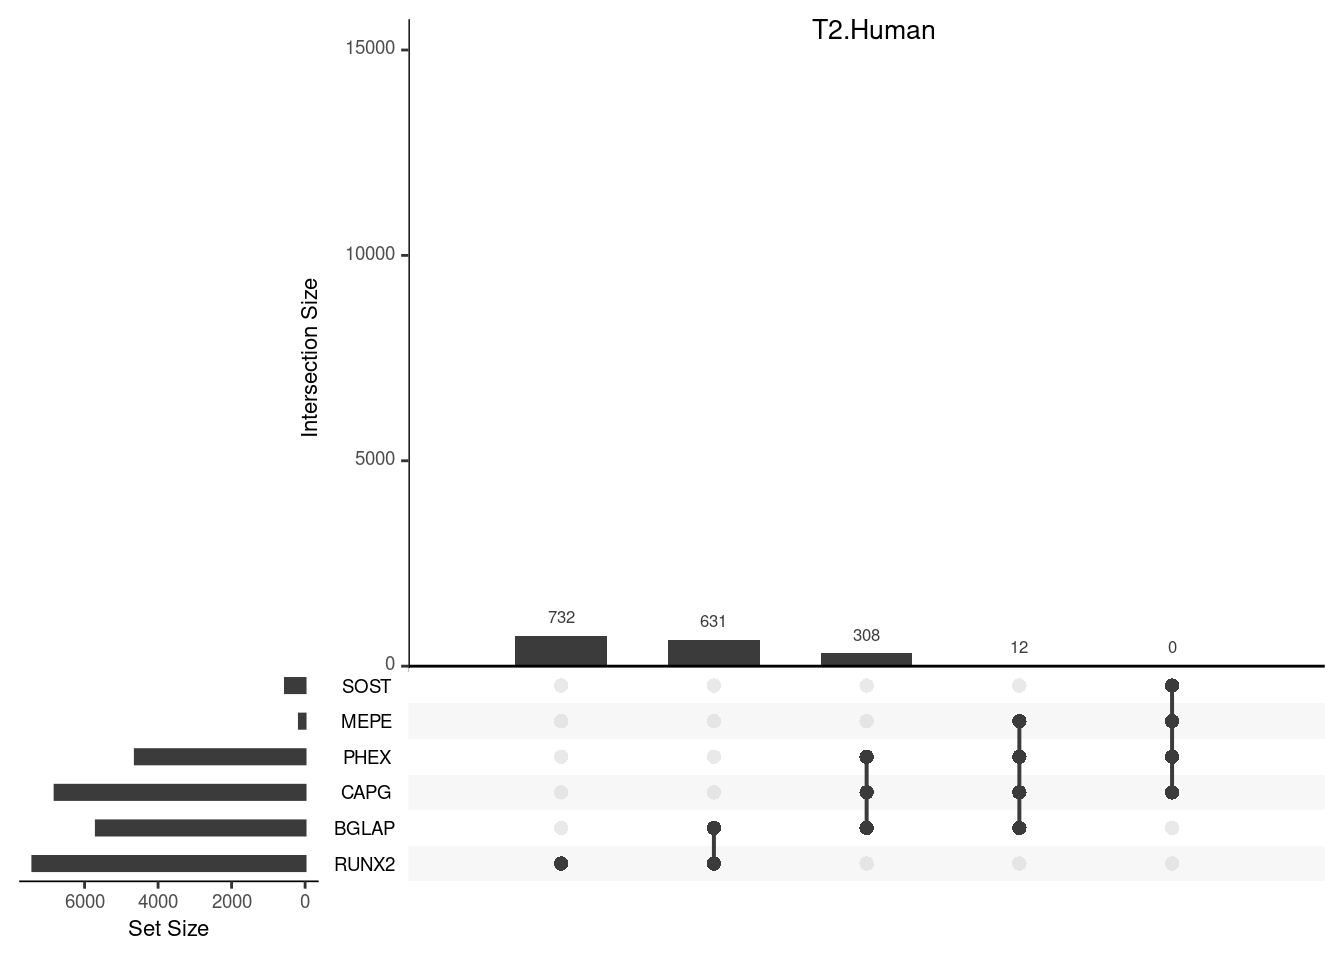 T2.Human
15000
10000
5000
0
Intersection Size
732
631
308
12
0
SOST
MEPE
PHEX
CAPG
BGLAP
RUNX2
6000 4000 2000 0
Set Size